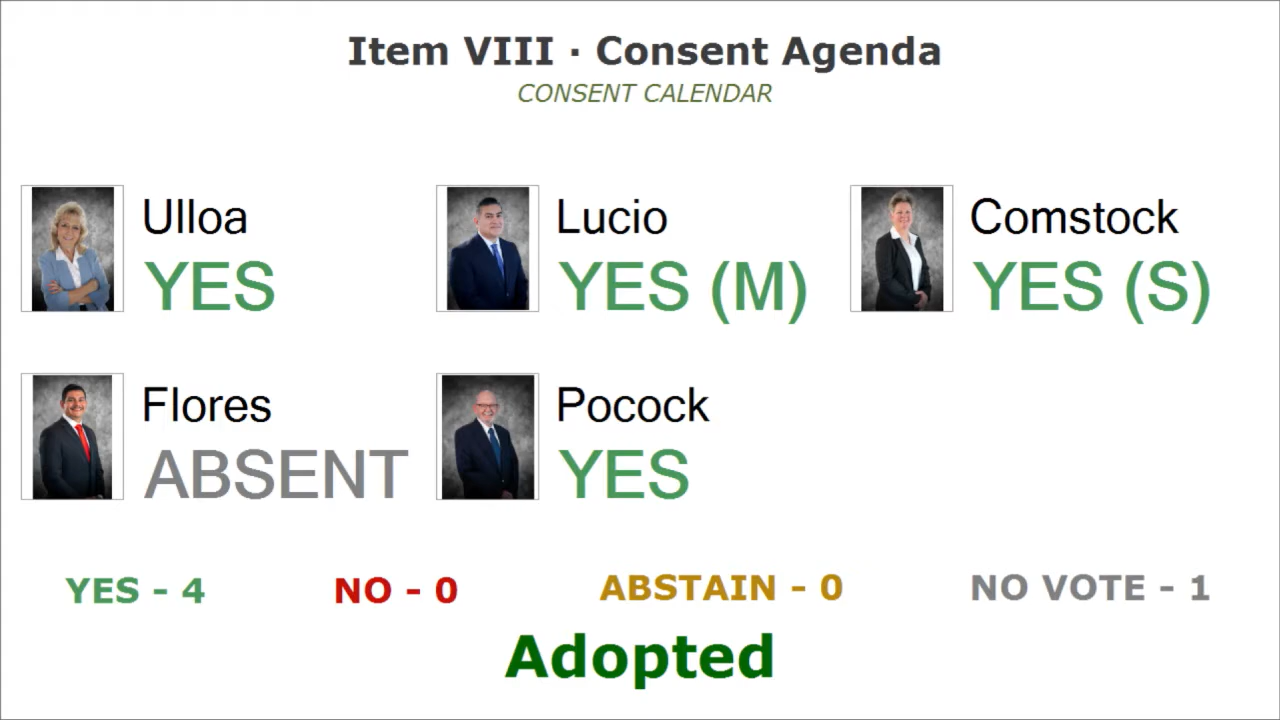 Item VIII · Consent Agenda
CONSENT CALENDAR
Ulloa
YES
Lucio
YES (M)
Comstock
YES (S)
Flores
ABSENT
Pocock
YES
YES - 4
NO - 0
ABSTAIN - 0
NO VOTE - 1
Adopted